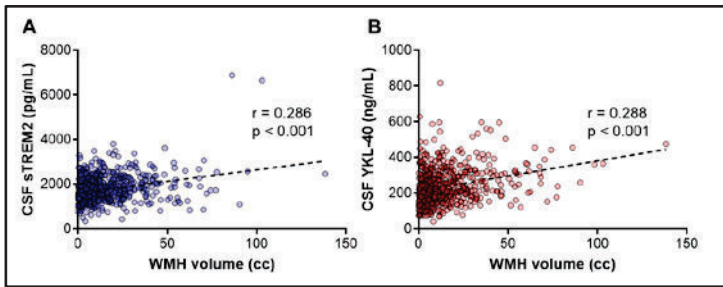 A
B
CSF sTREM2 (pg/mL)
8000
6000
4000
2000
0
r = 0.286
p < 0.001
0
50
100
150
WMH volume (cc)
CSF YKL-40 (ng/mL)
1000
800
600
400
200
0
r = 0.288
p < 0.001
0
50
100
150
WMH volume (cc)